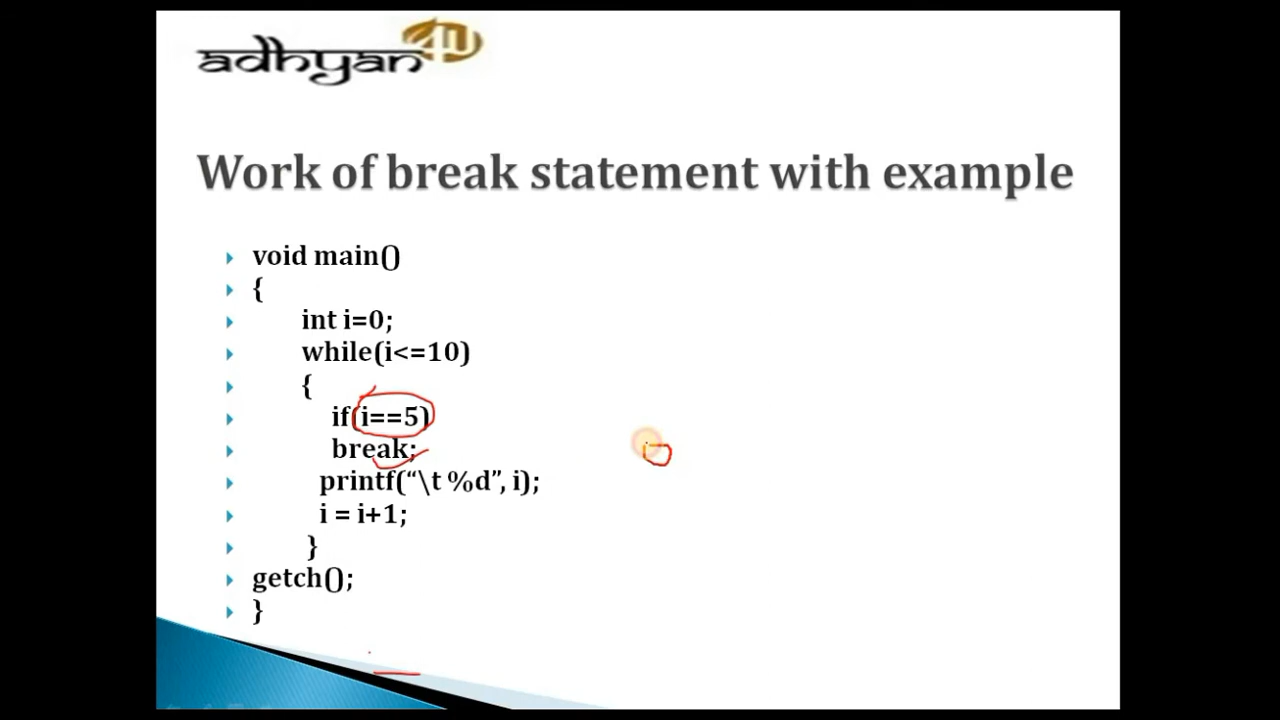 adhyan 4U
Work of break statement with example
void main()
{
int i=0;
while(i<=10)
{
if(i==5)
break;
printf(“\t %d”, i);
i = i+1;
}
getch();
}